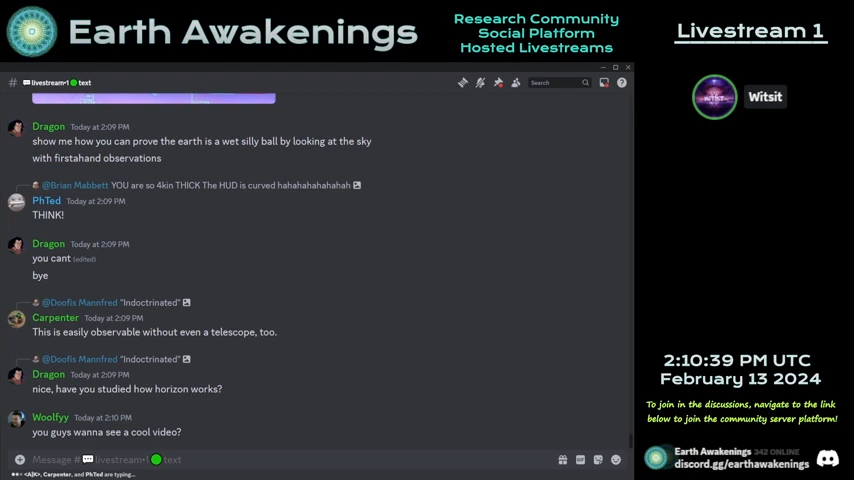 Earth Awakenings
Research Community
Social Platform
Hosted Livestreams
Livestream 1
# livestream•1 text
Search
WITSIT
Witsit
Dragon Today at 2:09 PM
show me how you can prove the earth is a wet silly ball by looking at the sky
with firsthand observations
@Brian Mabbett YOU are so 4kin THICK The HUD is curved hahahahahahahah
PhTed Today at 2:09 PM
THINK!
Dragon Today at 2:09 PM
you cant (edited)
bye
@Doofis Mannfred "Indoctrinated"
Carpenter Today at 2:09 PM
This is easily observable without even a telescope, too.
@Doofis Mannfred "Indoctrinated"
Dragon Today at 2:09 PM
nice, have you studied how horizon works?
Woolfyy Today at 2:10 PM
you guys wanna see a cool video?
Message # livestream•1 text
GIF
Carpenter, and PhTed are typing...
2:10:39 PM UTC
February 13 2024
To join in the discussions, navigate to the link
below to join the community server platform!
Earth Awakenings 342 ONLINE
discord.gg/earthawakenings